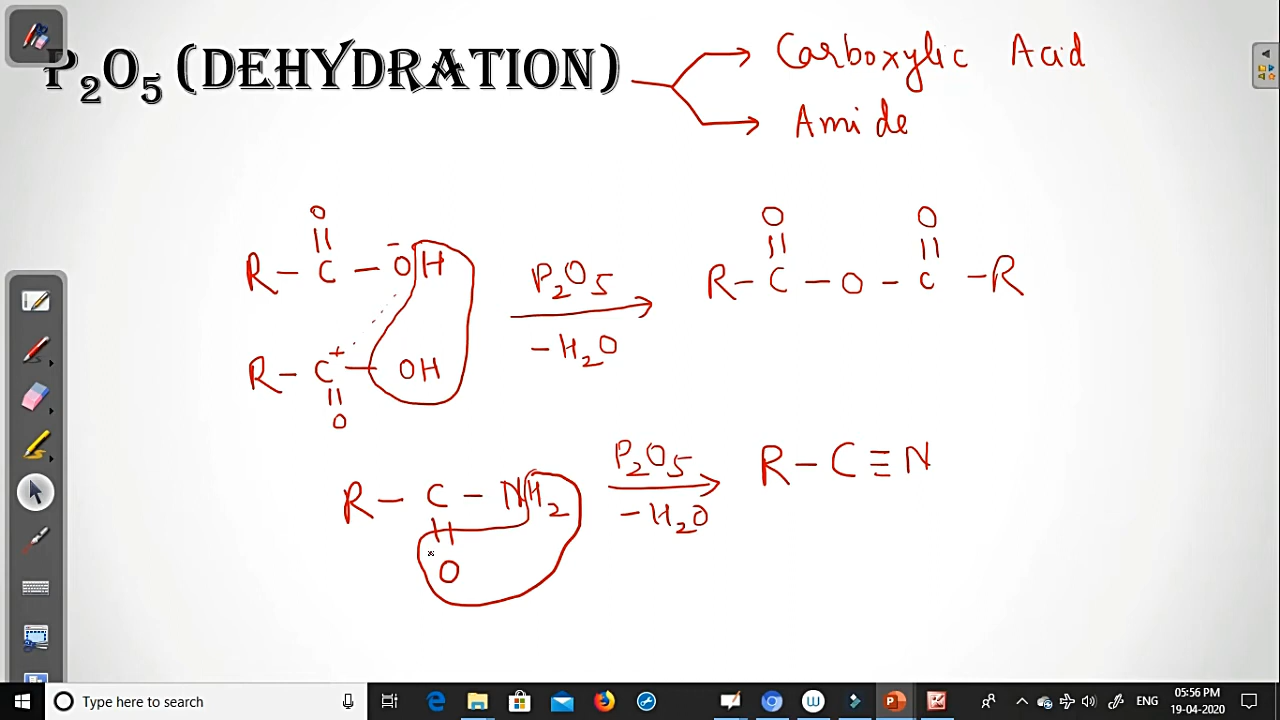 P₂O₅ (DEHYDRATION)
Carboxylic Acid
Amide
O
||
R – C – O⁻H
R – C⁺ – OH
||
O
P₂O₅
– H₂O
O O
|| ||
R – C – O – C – R
R – C – NH₂
||
O
P₂O₅
– H₂O
R – C ≡ N
Type here to search
ENG
05:56 PM
19-04-2020